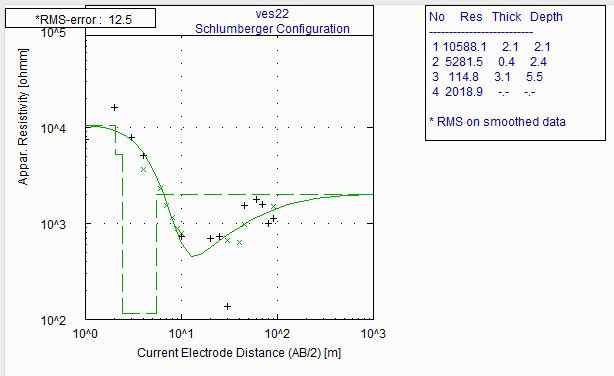 *RMS-error : 12.5
ves22
Schlumberger Configuration
Appar. Resistivity [ohmm]
10^5
10^4
10^3
10^2
10^0 10^1 10^2 10^3
Current Electrode Distance (AB/2) [m]
No Res Thick Depth
---------------------------
1 10588.1 2.1 2.1
2 5281.5 0.4 2.4
3 114.8 3.1 5.5
4 2018.9 -.- -.-
* RMS on smoothed data